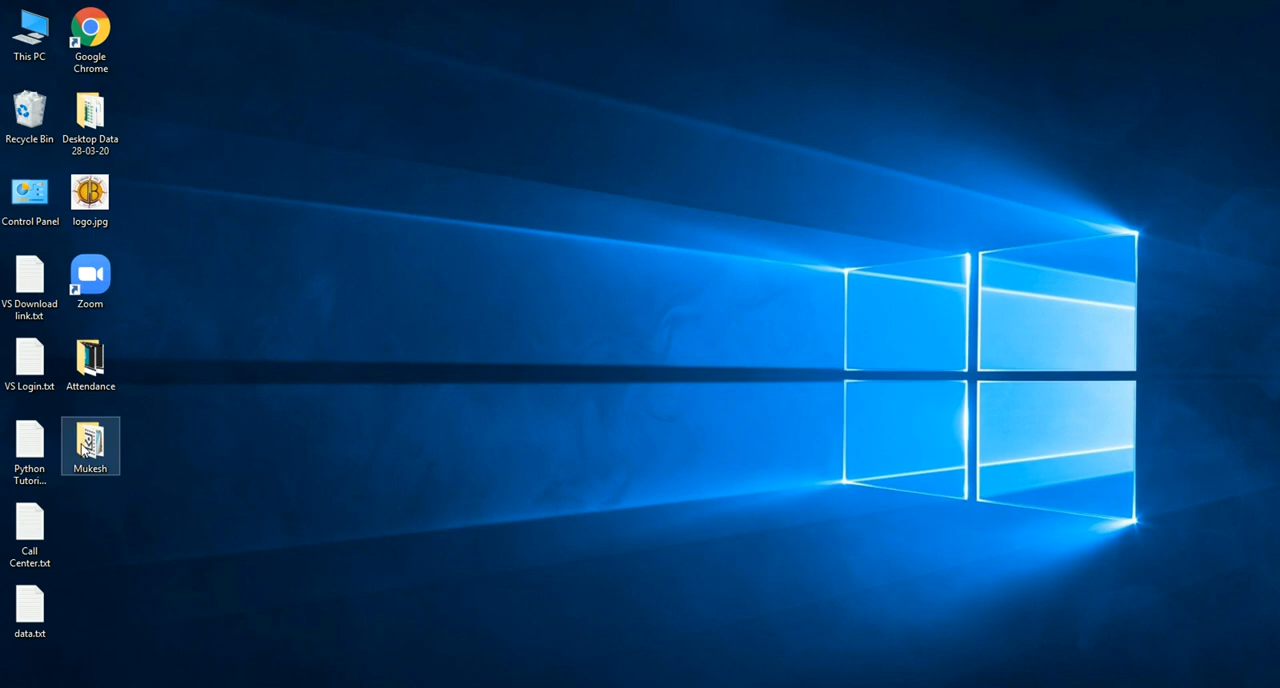 This PC
Google
Chrome
Recycle Bin
Desktop Data
28-03-20
Control Panel
logo.jpg
VS Download
link.txt
Zoom
VS Login.txt
Attendance
Python
Tutori...
Mukesh
Call
Center.txt
data.txt